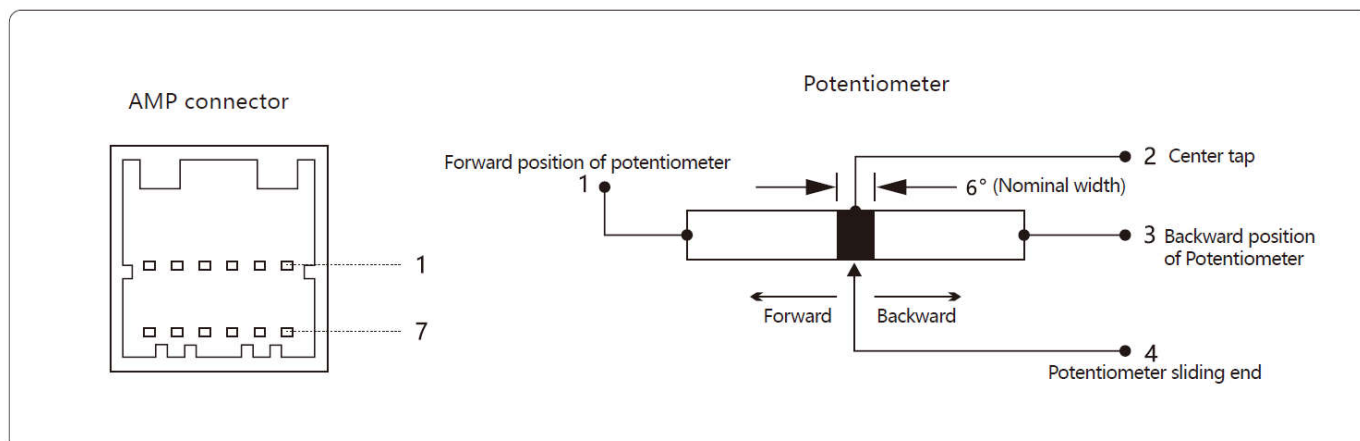 AMP connector
1
7
Potentiometer
Forward position of potentiometer
1
2 Center tap
6° (Nominal width)
3 Backward position
of Potentiometer
Forward
Backward
4
Potentiometer sliding end